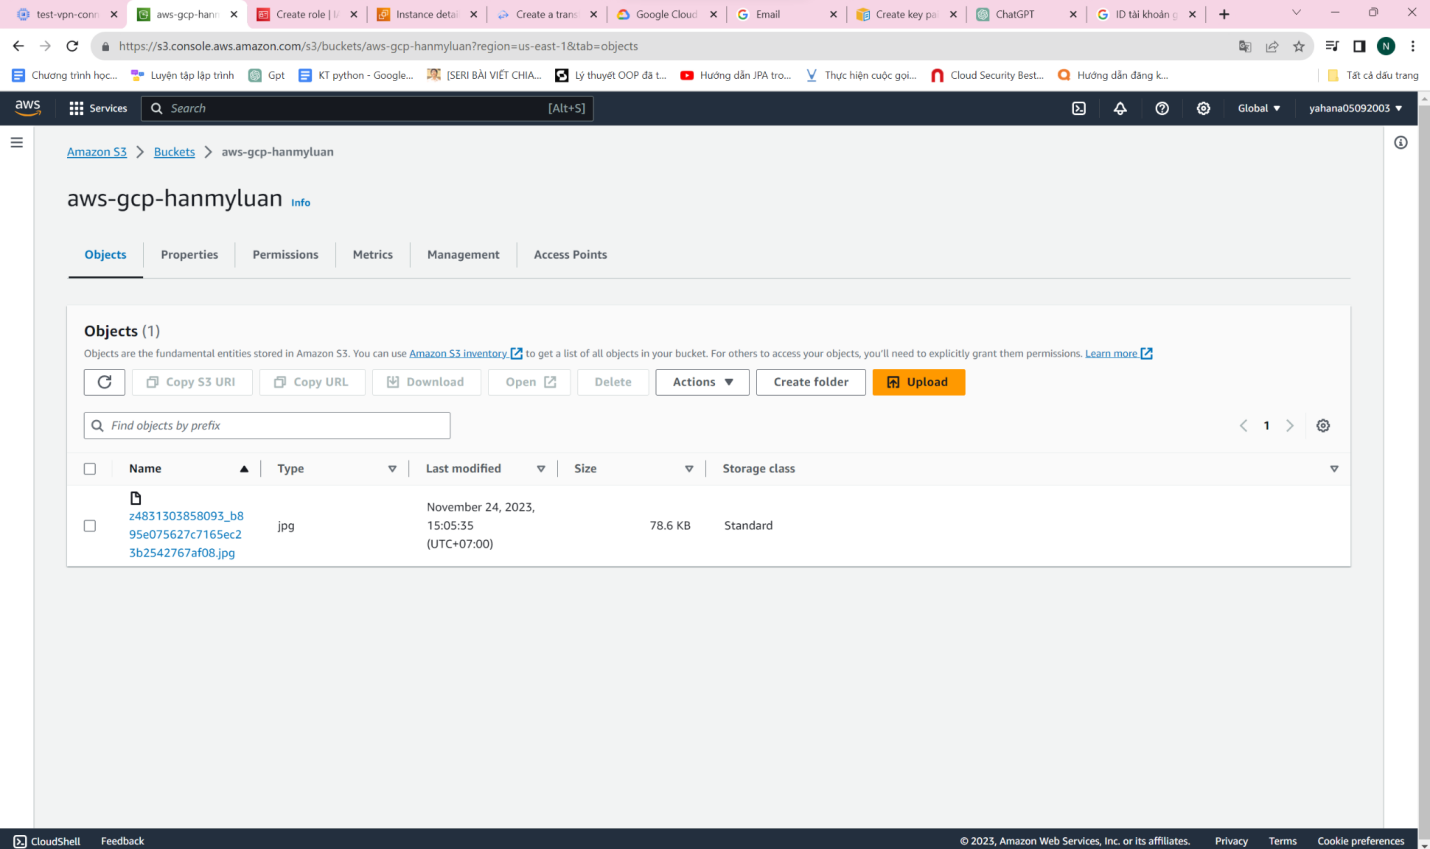 test-vpn-conn
aws-gcp-hanm
Create role | IA
Instance detail
Create a trans
Google Cloud
Email
Create key pai
ChatGPT
ID tài khoản g
https://s3.console.aws.amazon.com/s3/buckets/aws-gcp-hanmyluan?region=us-east-1&tab=objects
N
Chương trình học...
Luyện tập lập trình
Gpt
KT python - Google...
[SERI BÀI VIẾT CHIA...
Lý thuyết OOP đã t...
Hướng dẫn JPA tro...
Thực hiện cuộc gọi...
Cloud Security Best...
Hướng dẫn đăng k...
Tất cả dấu trang
aws
Services
Search
[Alt+S]
Global
yahana05092003
Amazon S3
Buckets
aws-gcp-hanmyluan
aws-gcp-hanmyluan Info
Objects
Properties
Permissions
Metrics
Management
Access Points
Objects (1)
Objects are the fundamental entities stored in Amazon S3. You can use Amazon S3 inventory to get a list of all objects in your bucket. For others to access your objects, you'll need to explicitly grant them permissions. Learn more
Copy S3 URI
Copy URL
Download
Open
Delete
Actions
Create folder
Upload
Find objects by prefix
1
Name
Type
Last modified
Size
Storage class
z4831303858093_b8
95e075627c7165ec2
3b2542767af08.jpg
jpg
November 24, 2023,
15:05:35
(UTC+07:00)
78.6 KB
Standard
CloudShell
Feedback
© 2023, Amazon Web Services, Inc. or its affiliates.
Privacy
Terms
Cookie preferences